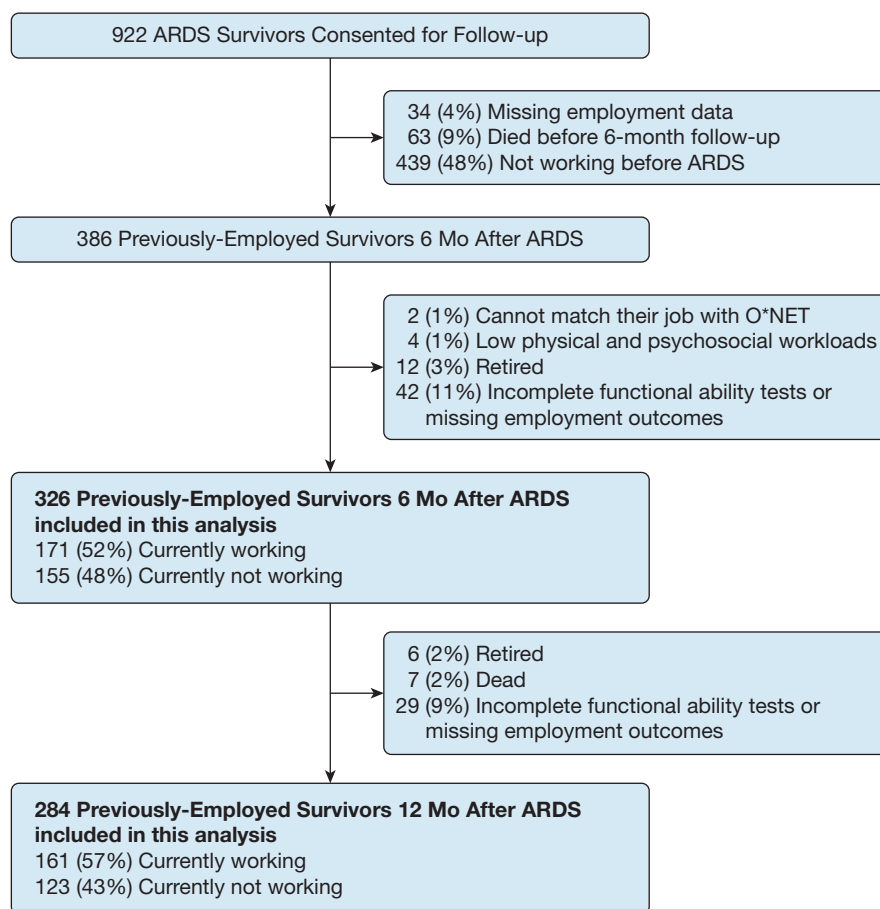 922 ARDS Survivors Consented for Follow-up
34 (4%) Missing employment data
63 (9%) Died before 6-month follow-up
439 (48%) Not working before ARDS
386 Previously-Employed Survivors 6 Mo After ARDS
2 (1%) Cannot match their job with O*NET
4 (1%) Low physical and psychosocial workloads
12 (3%) Retired
42 (11%) Incomplete functional ability tests or
missing employment outcomes
326 Previously-Employed Survivors 6 Mo After ARDS
included in this analysis
171 (52%) Currently working
155 (48%) Currently not working
6 (2%) Retired
7 (2%) Dead
29 (9%) Incomplete functional ability tests or
missing employment outcomes
284 Previously-Employed Survivors 12 Mo After ARDS
included in this analysis
161 (57%) Currently working
123 (43%) Currently not working